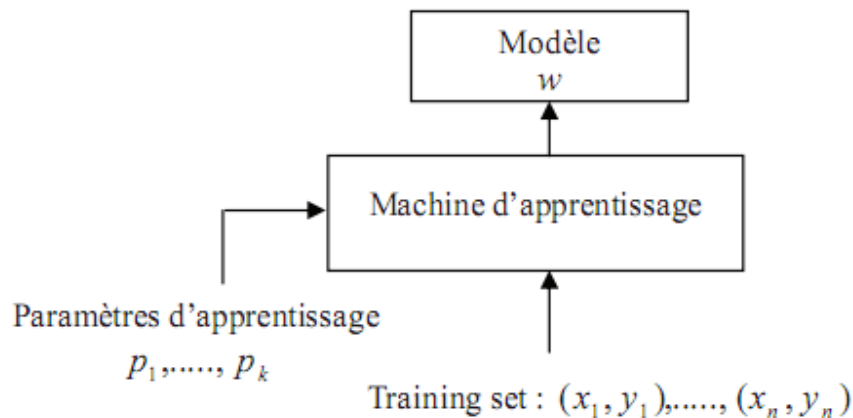 Modèle
w
Machine d'apprentissage
Paramètres d'apprentissage
p₁,....., pₖ
Training set : (x₁, y₁),....., (xₙ, yₙ)